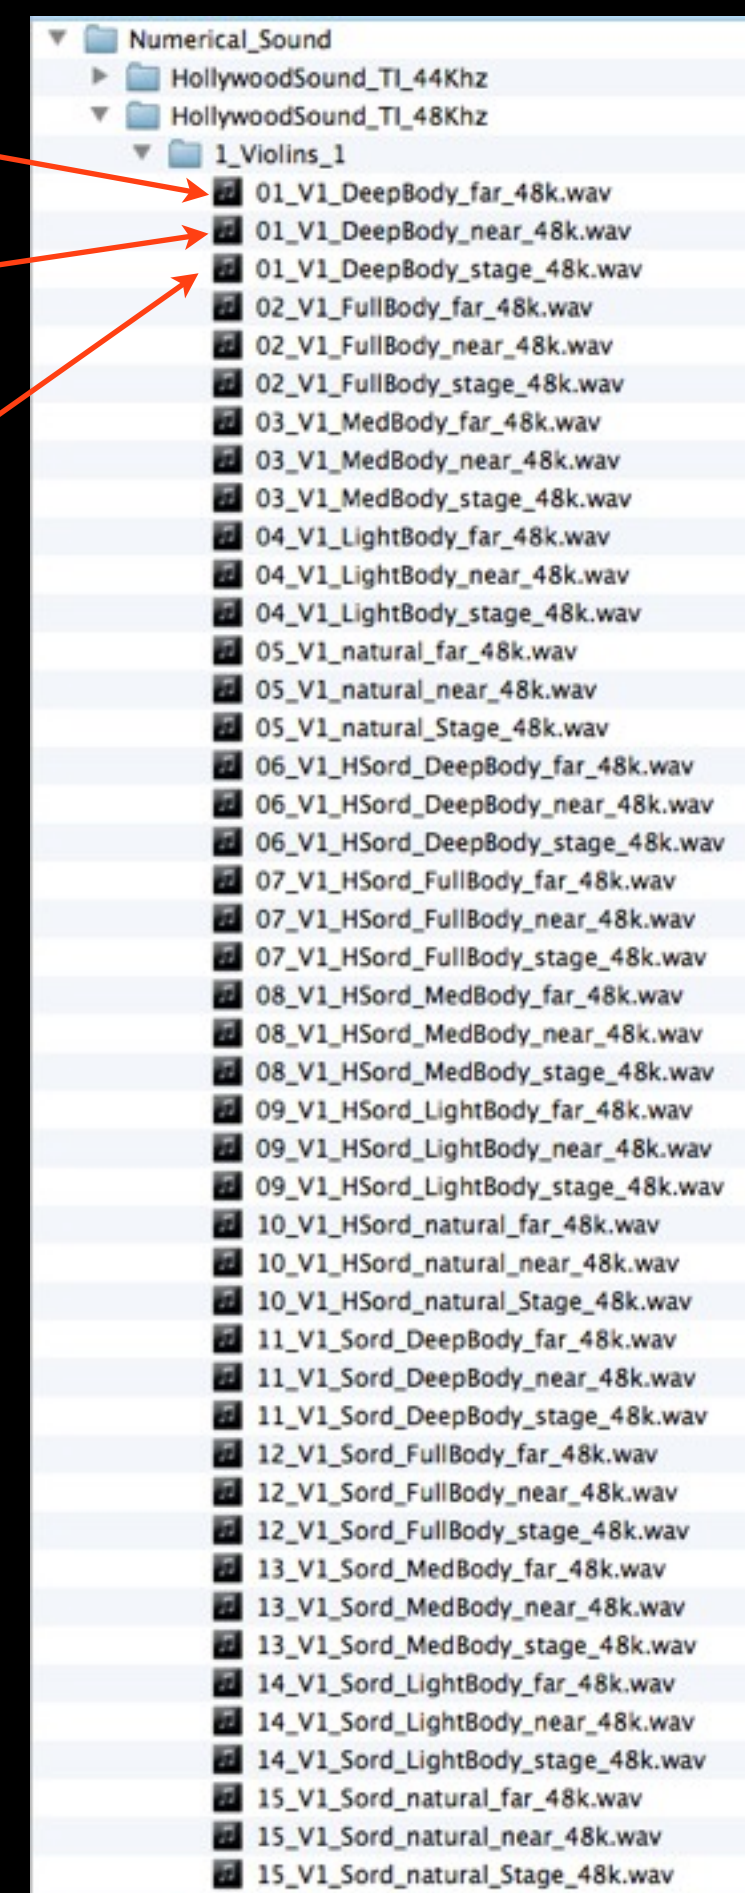 Numerical_Sound
HollywoodSound_TI_44Khz
HollywoodSound_TI_48Khz
1_Violins_1
01_V1_DeepBody_far_48k.wav
01_V1_DeepBody_near_48k.wav
01_V1_DeepBody_stage_48k.wav
02_V1_FullBody_far_48k.wav
02_V1_FullBody_near_48k.wav
02_V1_FullBody_stage_48k.wav
03_V1_MedBody_far_48k.wav
03_V1_MedBody_near_48k.wav
03_V1_MedBody_stage_48k.wav
04_V1_LightBody_far_48k.wav
04_V1_LightBody_near_48k.wav
04_V1_LightBody_stage_48k.wav
05_V1_natural_far_48k.wav
05_V1_natural_near_48k.wav
05_V1_natural_Stage_48k.wav
06_V1_HSord_DeepBody_far_48k.wav
06_V1_HSord_DeepBody_near_48k.wav
06_V1_HSord_DeepBody_stage_48k.wav
07_V1_HSord_FullBody_far_48k.wav
07_V1_HSord_FullBody_near_48k.wav
07_V1_HSord_FullBody_stage_48k.wav
08_V1_HSord_MedBody_far_48k.wav
08_V1_HSord_MedBody_near_48k.wav
08_V1_HSord_MedBody_stage_48k.wav
09_V1_HSord_LightBody_far_48k.wav
09_V1_HSord_LightBody_near_48k.wav
09_V1_HSord_LightBody_stage_48k.wav
10_V1_HSord_natural_far_48k.wav
10_V1_HSord_natural_near_48k.wav
10_V1_HSord_natural_Stage_48k.wav
11_V1_Sord_DeepBody_far_48k.wav
11_V1_Sord_DeepBody_near_48k.wav
11_V1_Sord_DeepBody_stage_48k.wav
12_V1_Sord_FullBody_far_48k.wav
12_V1_Sord_FullBody_near_48k.wav
12_V1_Sord_FullBody_stage_48k.wav
13_V1_Sord_MedBody_far_48k.wav
13_V1_Sord_MedBody_near_48k.wav
13_V1_Sord_MedBody_stage_48k.wav
14_V1_Sord_LightBody_far_48k.wav
14_V1_Sord_LightBody_near_48k.wav
14_V1_Sord_LightBody_stage_48k.wav
15_V1_Sord_natural_far_48k.wav
15_V1_Sord_natural_near_48k.wav
15_V1_Sord_natural_Stage_48k.wav